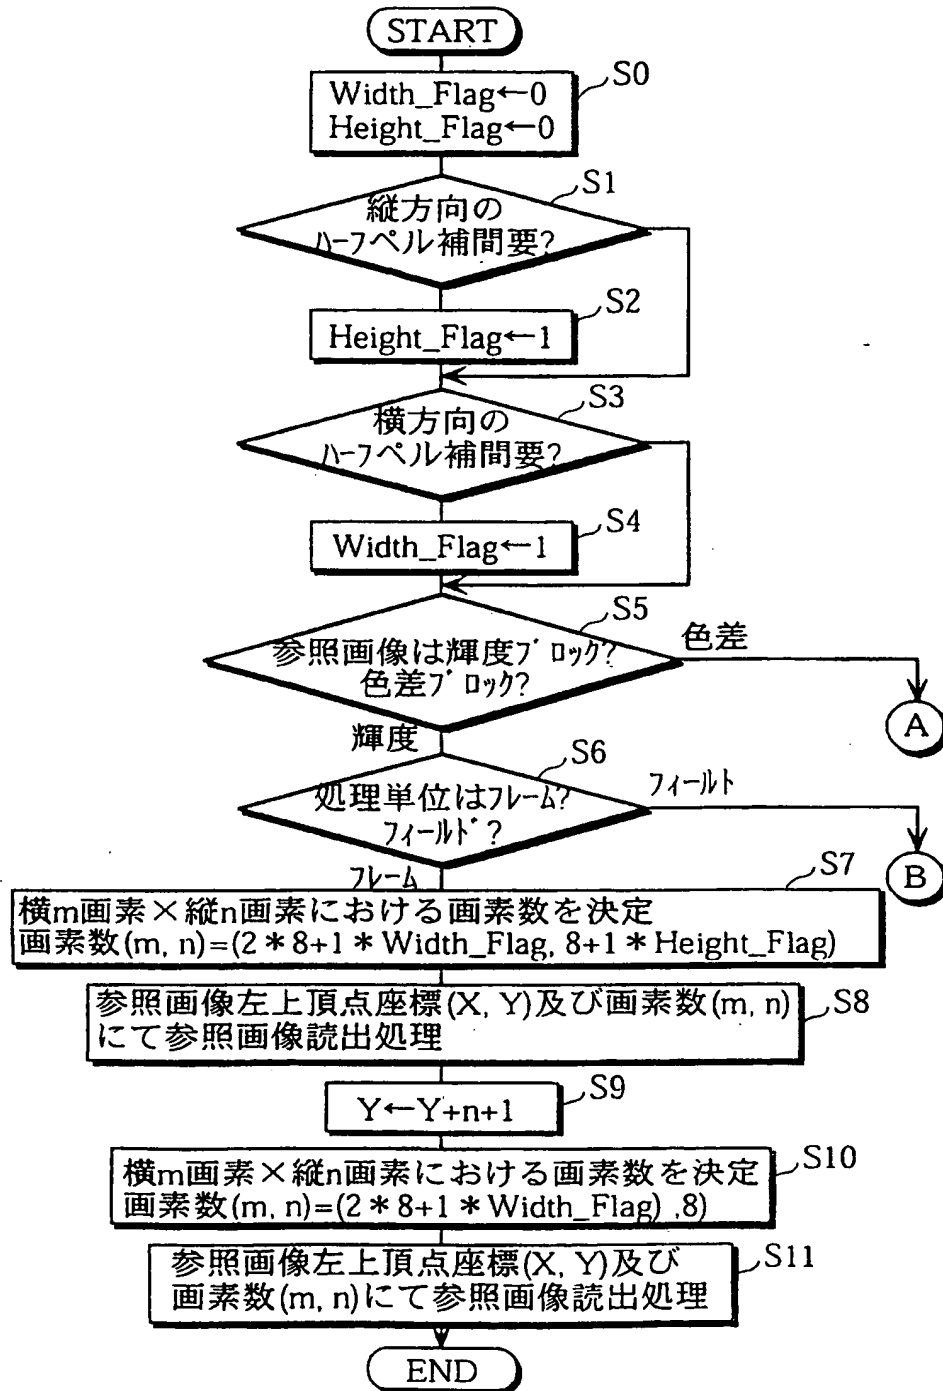 START
S0
Width_Flag←0
Height_Flag←0
S1
縦方向の
ハーフペル補間要?
S2
Height_Flag←1
S3
横方向の
ハーフペル補間要?
S4
Width_Flag←1
S5
参照画像は輝度ブロック?
色差ブロック?
色差
A
輝度
S6
処理単位はフレーム?
フィールド?
フィールド
B
フレーム
S7
横m画素×縦n画素における画素数を決定
画素数(m, n)=(2*8+1*Width_Flag, 8+1*Height_Flag)
S8
参照画像左上頂点座標(X, Y)及び画素数(m, n)
にて参照画像読出処理
S9
Y←Y+n+1
S10
横m画素×縦n画素における画素数を決定
画素数(m, n)=(2*8+1*Width_Flag) ,8)
S11
参照画像左上頂点座標(X, Y)及び
画素数(m, n)にて参照画像読出処理
END